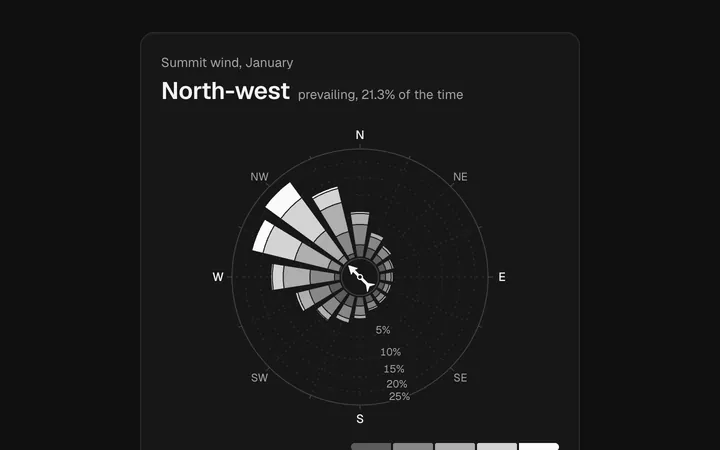 Summit wind, January
North-west prevailing, 21.3% of the time
N
NW NE
W E
5%
10%
15%
SW SE
20%
25%
S